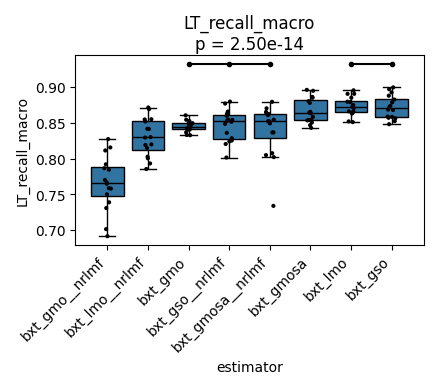 LT_recall_macro
p = 2.50e-14
LT_recall_macro
0.90
0.85
0.80
0.75
0.70
bxt_gmo__nrlmf
bxt_lmo__nrlmf
bxt_gmo
bxt_gso__nrlmf
bxt_gmosa__nrlmf
bxt_gmosa
bxt_lmo
bxt_gso
estimator